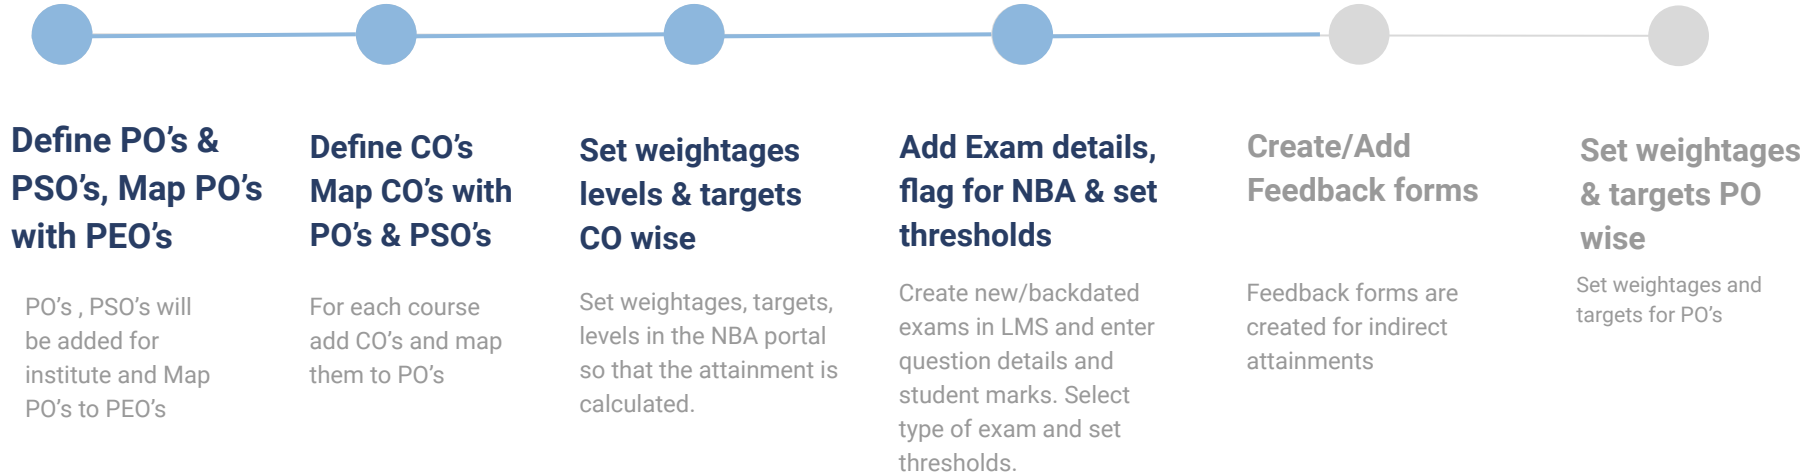 Define PO’s &
PSO’s, Map PO’s
with PEO’s
PO’s , PSO’s will
be added for
institute and Map
PO’s to PEO’s
Define CO’s
Map CO’s with
PO’s & PSO’s
For each course
add CO’s and map
them to PO’s
Set weightages
levels & targets
CO wise
Set weightages, targets,
levels in the NBA portal
so that the attainment is
calculated.
Add Exam details,
flag for NBA & set
thresholds
Create new/backdated
exams in LMS and enter
question details and
student marks. Select
type of exam and set
thresholds.
Create/Add
Feedback forms
Feedback forms are
created for indirect
attainments
Set weightages
& targets PO
wise
Set weightages and
targets for PO’s